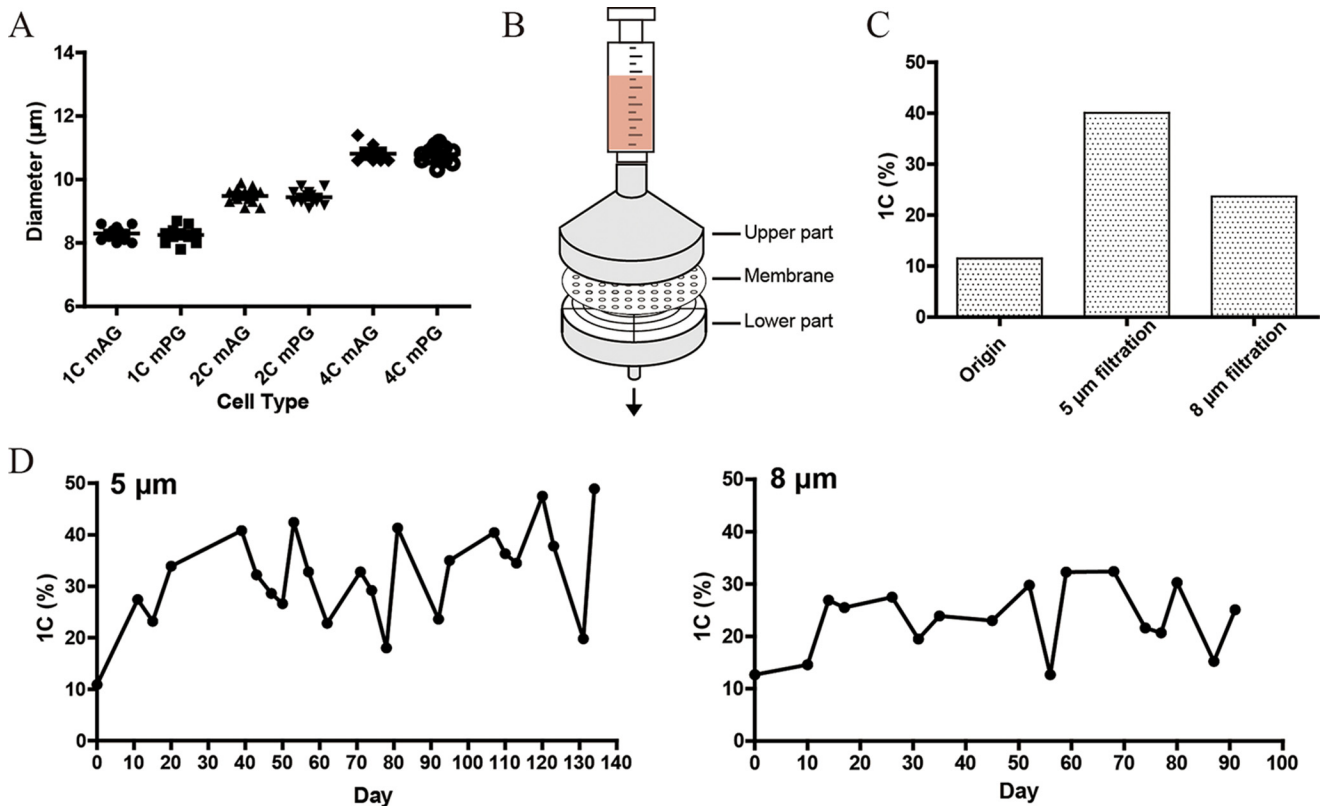 A
Diameter (µm)
14
12
10
8
6
1C mAG
1C mPG
2C mAG
2C mPG
4C mAG
4C mPG
Cell Type
B
Upper part
Membrane
Lower part
C
1C (%)
50
40
30
20
10
0
Origin
5 µm filtration
8 µm filtration
D
5 µm
1C (%)
50
40
30
20
10
0
0 10 20 30 40 50 60 70 80 90 100 110 120 130 140
Day
8 µm
1C (%)
50
40
30
20
10
0
0 10 20 30 40 50 60 70 80 90 100
Day